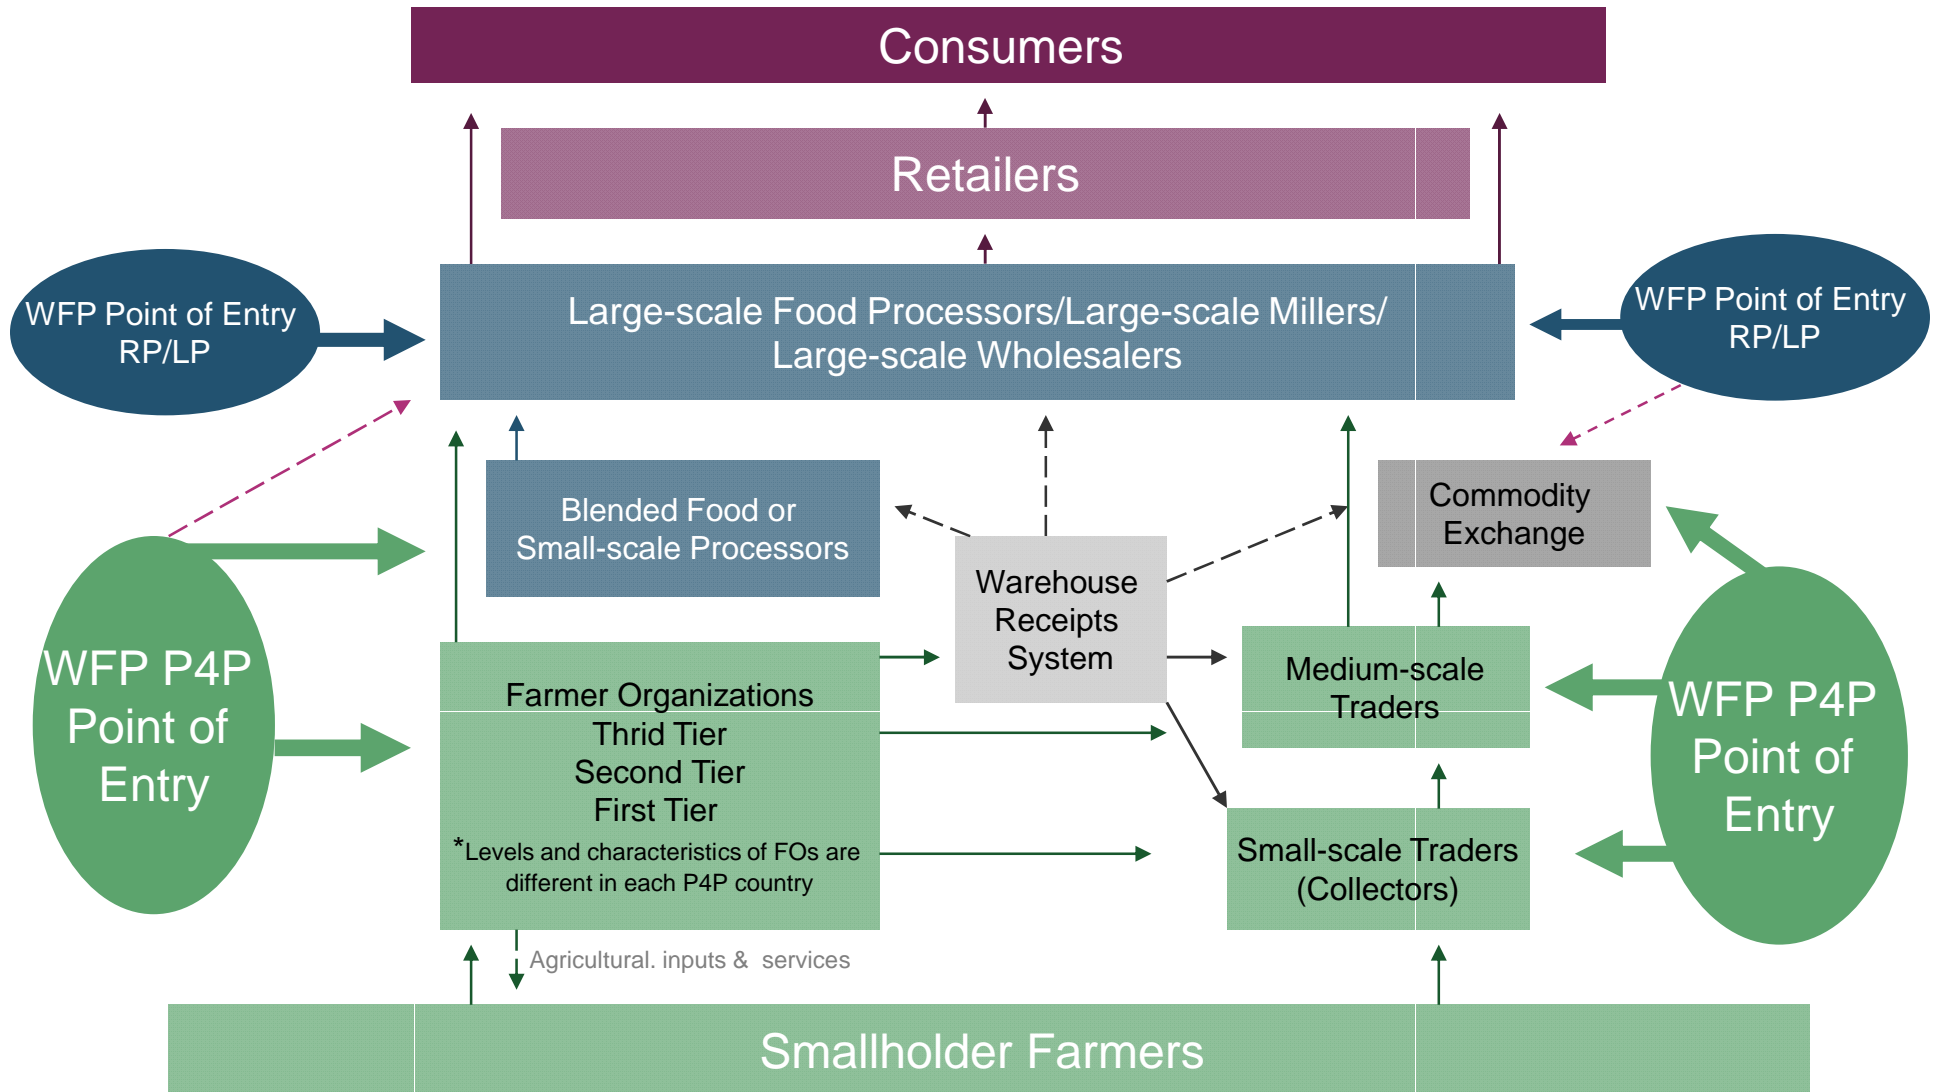 Consumers
Retailers
WFP Point of Entry
RP/LP
Large-scale Food Processors/Large-scale Millers/
Large-scale Wholesalers
WFP Point of Entry
RP/LP
Blended Food or
Small-scale Processors
Commodity
Exchange
Warehouse
Receipts
System
WFP P4P
Point of
Entry
Farmer Organizations
Thrid Tier
Second Tier
First Tier
*Levels and characteristics of FOs are
different in each P4P country
Medium-scale
Traders
WFP P4P
Point of
Entry
Small-scale Traders
(Collectors)
Agricultural. inputs &  services
Smallholder Farmers